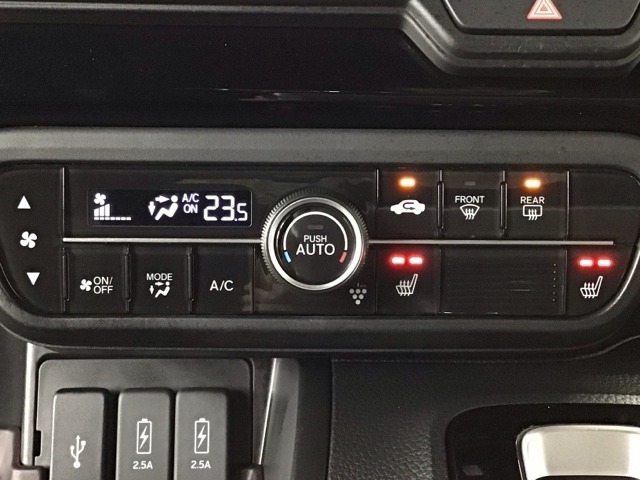 A/C
ON
23.5
FRONT
REAR
PUSH
AUTO
ON/
OFF
MODE
A/C
2.5A
2.5A